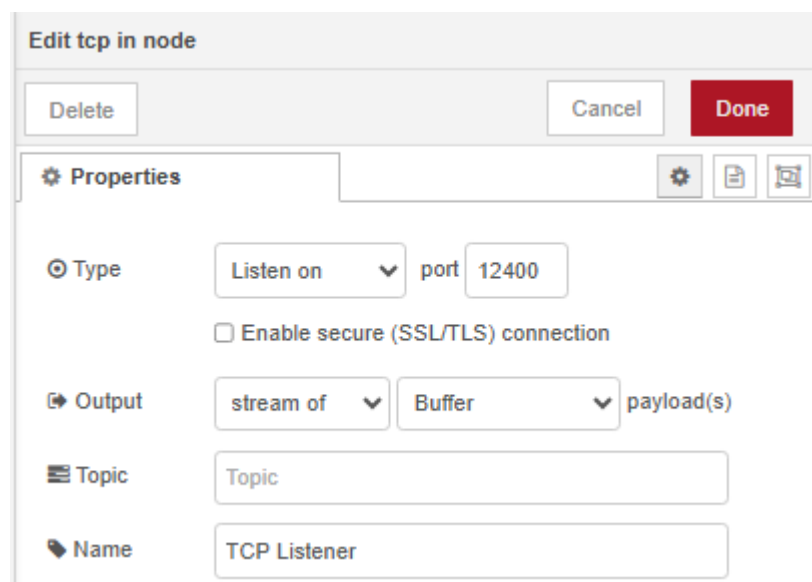 Edit tcp in node
Delete Cancel Done
Properties
Type Listen on port 12400
Enable secure (SSL/TLS) connection
Output stream of Buffer payload(s)
Topic Topic
Name TCP Listener